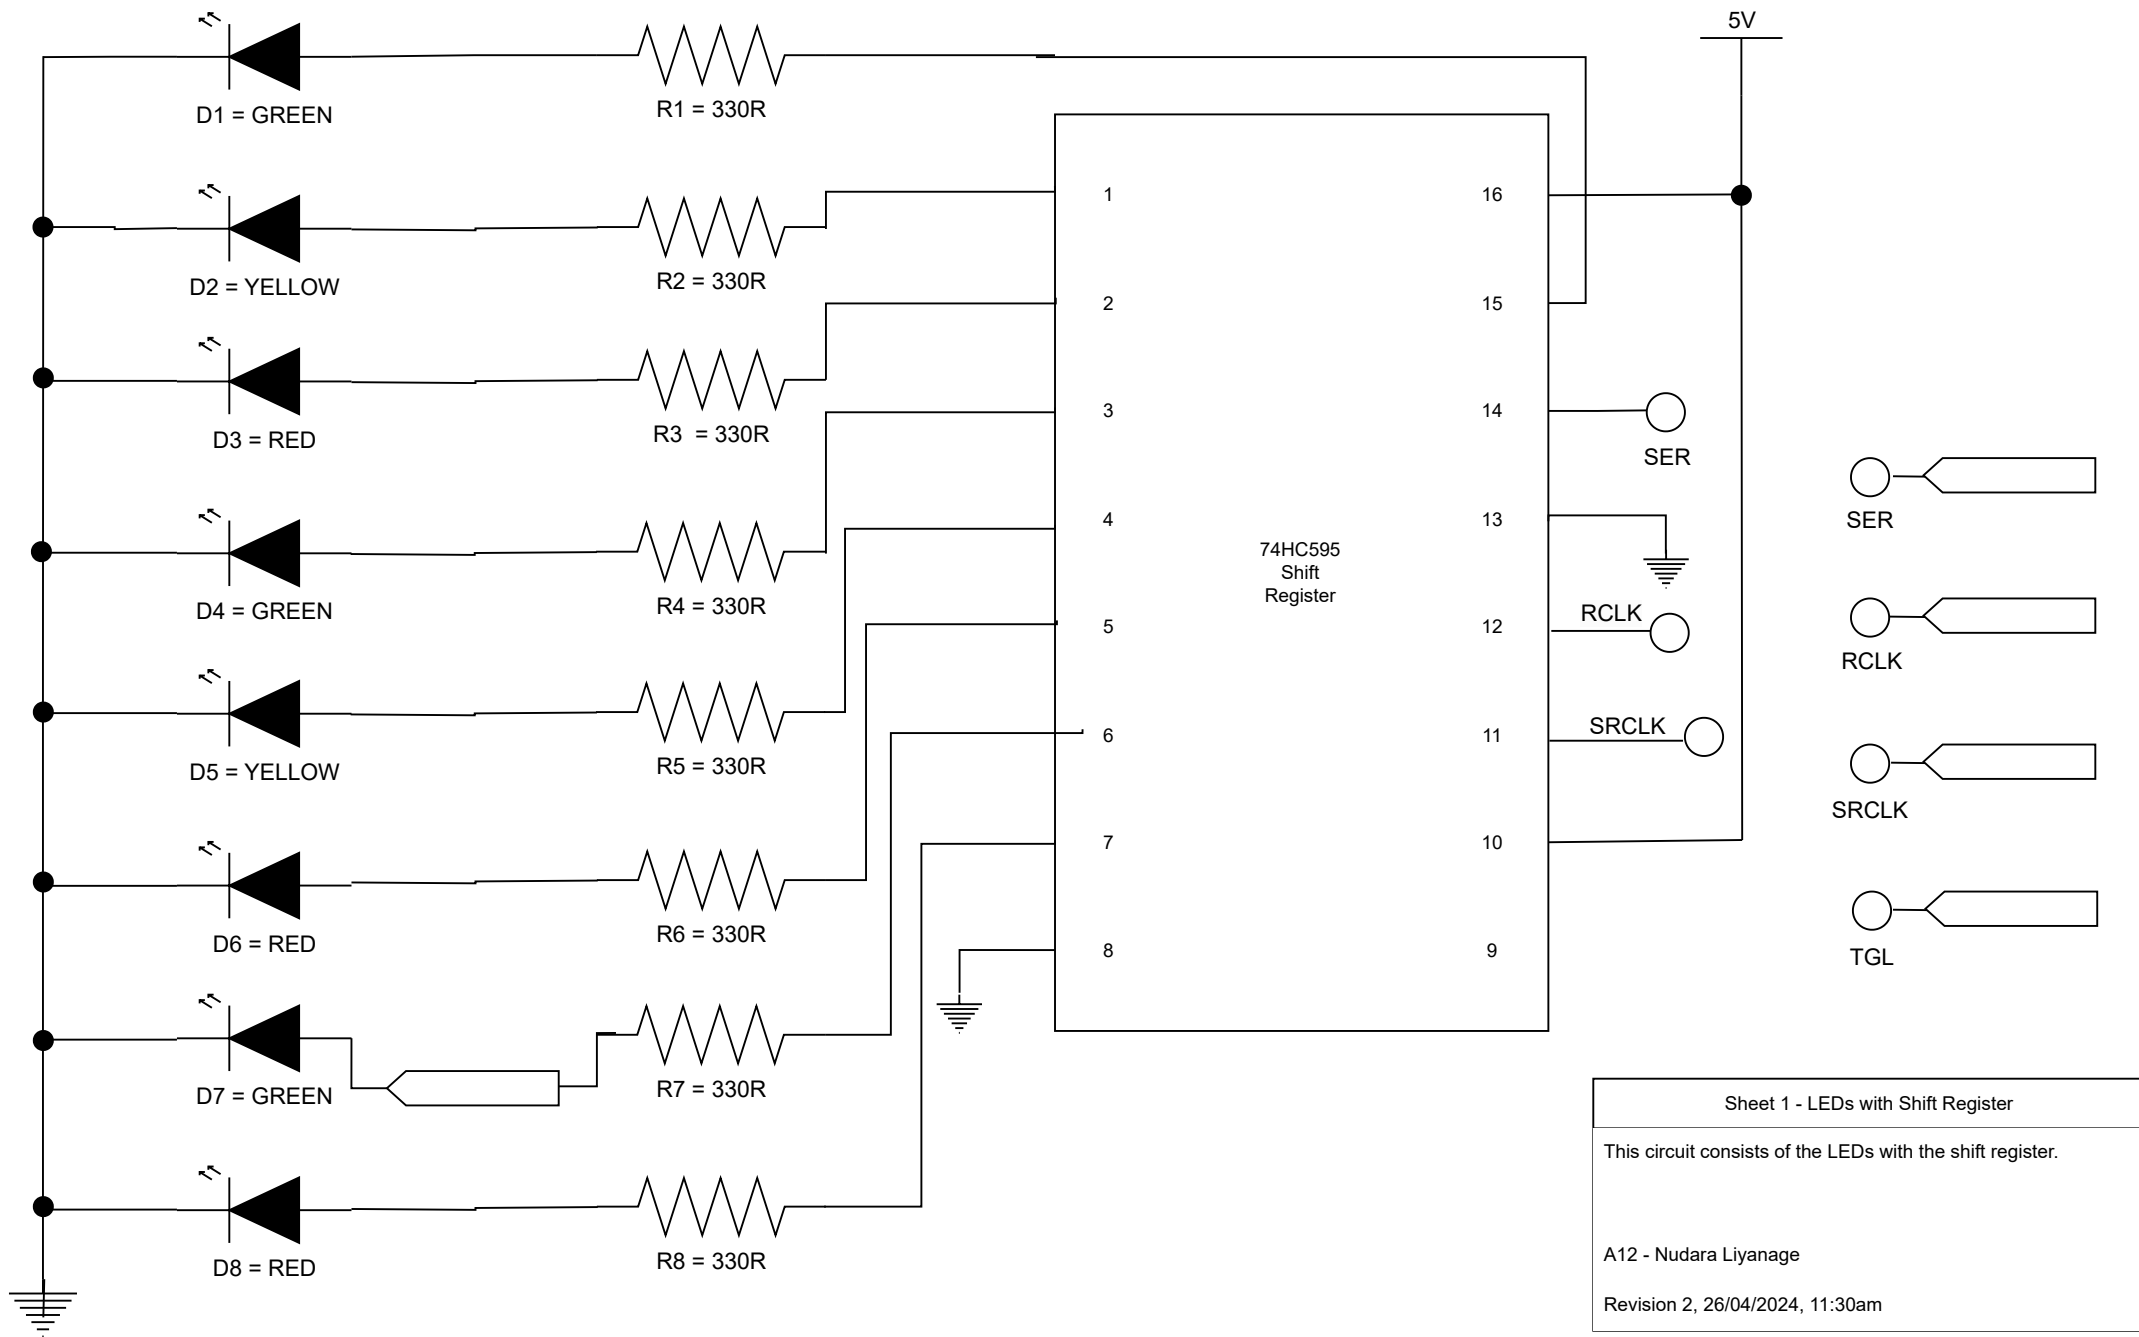 5V
D1 = GREEN
R1 = 330R
D2 = YELLOW
R2 = 330R
D3 = RED
R3  = 330R
D4 = GREEN
R4 = 330R
D5 = YELLOW
R5 = 330R
D6 = RED
R6 = 330R
D7 = GREEN
R7 = 330R
D8 = RED
R8 = 330R
1
2
3
4
5
6
7
8
74HC595
Shift
Register
16
15
14
13
12
11
10
9
SER
RCLK
SRCLK
SER
RCLK
SRCLK
TGL
Sheet 1 - LEDs with Shift Register
This circuit consists of the LEDs with the shift register.
A12 - Nudara Liyanage
Revision 2, 26/04/2024, 11:30am